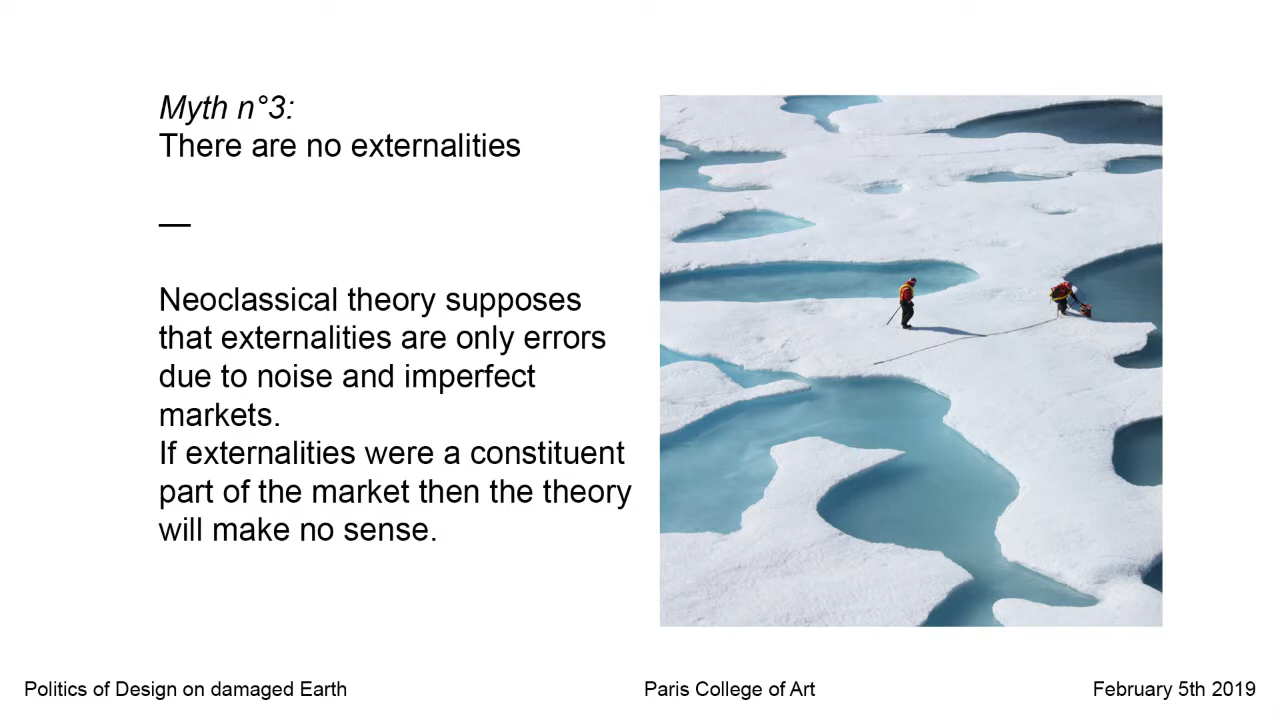 Myth n°3:
There are no externalities
—
Neoclassical theory supposes
that externalities are only errors
due to noise and imperfect
markets.
If externalities were a constituent
part of the market then the theory
will make no sense.
Politics of Design on damaged Earth
Paris College of Art
February 5th 2019